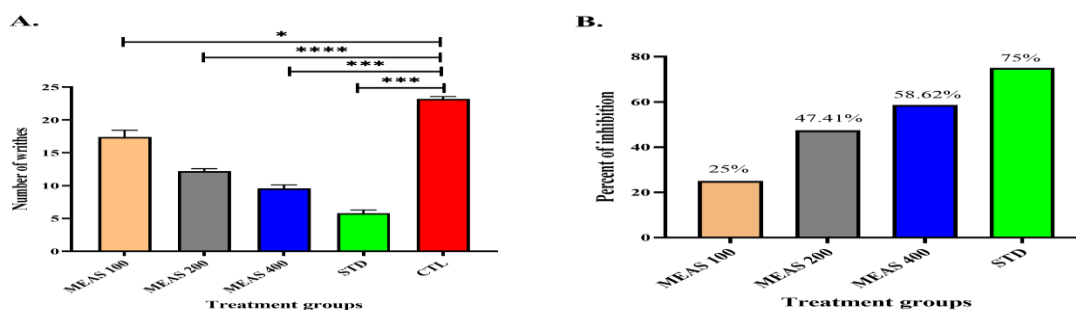 A.
*
****
***
***
25
20
15
10
5
0
Number of writhes
MEAS 100
MEAS 200
MEAS 400
STD
CTL
Treatment groups
B.
80
60
40
20
0
Percent of inhibition
25%
47.41%
58.62%
75%
MEAS 100
MEAS 200
MEAS 400
STD
Treatment groups